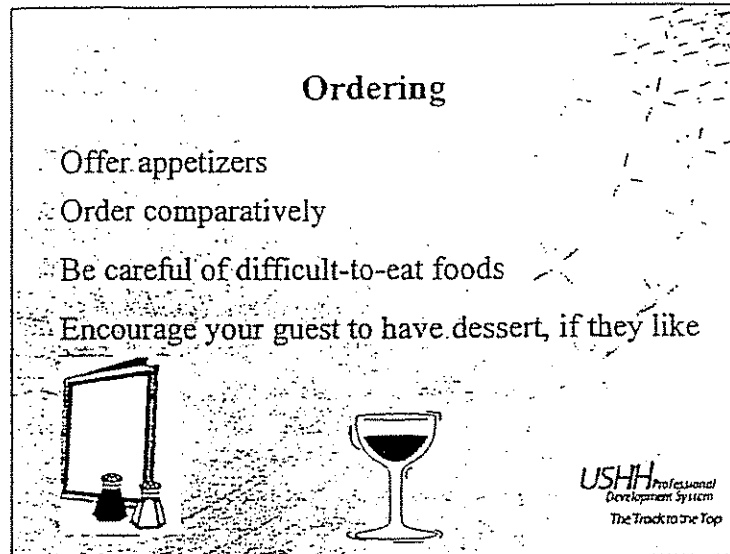 Ordering
Offer appetizers
Order comparatively
Be careful of difficult-to-eat foods
Encourage your guest to have dessert, if they like
USHH Professional
Development System
The Track to the Top